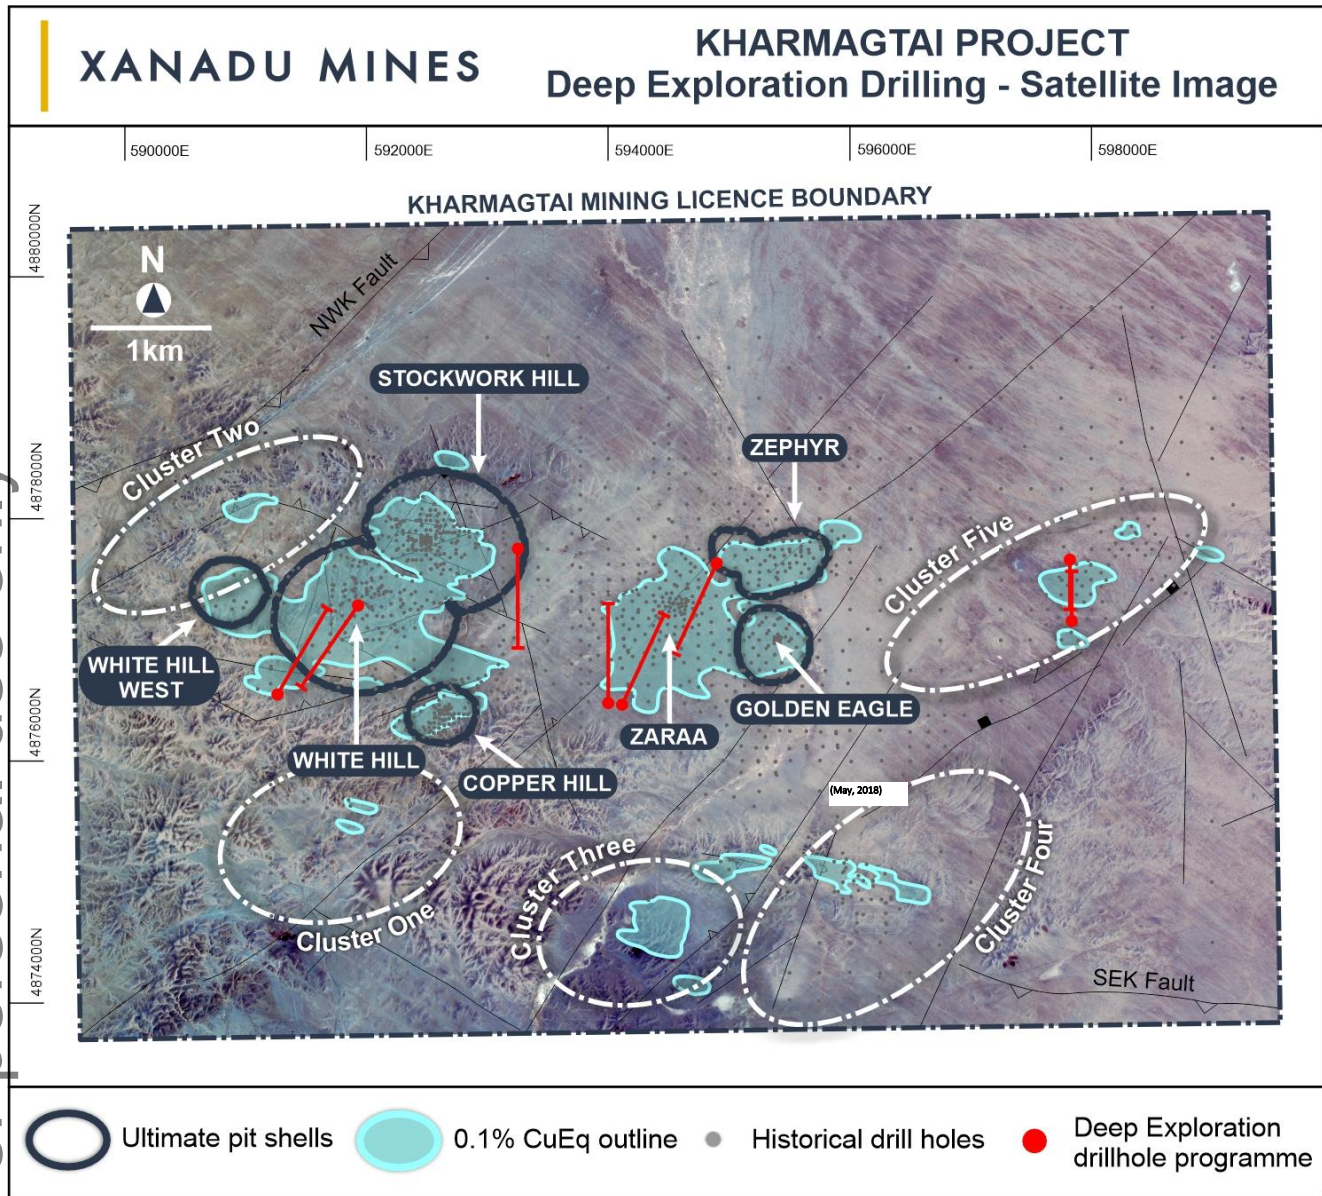 XANADU MINES
KHARMAGTAI PROJECT
Deep Exploration Drilling - Satellite Image
590000E
592000E
594000E
596000E
598000E
KHARMAGTAI MINING LICENCE BOUNDARY
4880000N
4878000N
4876000N
4874000N
N
1km
NWK Fault
STOCKWORK HILL
Cluster Two
ZEPHYR
Cluster Five
WHITE HILL
WEST
WHITE HILL
COPPER HILL
ZARAA
GOLDEN EAGLE
(May, 2018)
Cluster One
Cluster Three
Cluster Four
SEK Fault
Ultimate pit shells
0.1% CuEq outline
Historical drill holes
Deep Exploration
drillhole programme